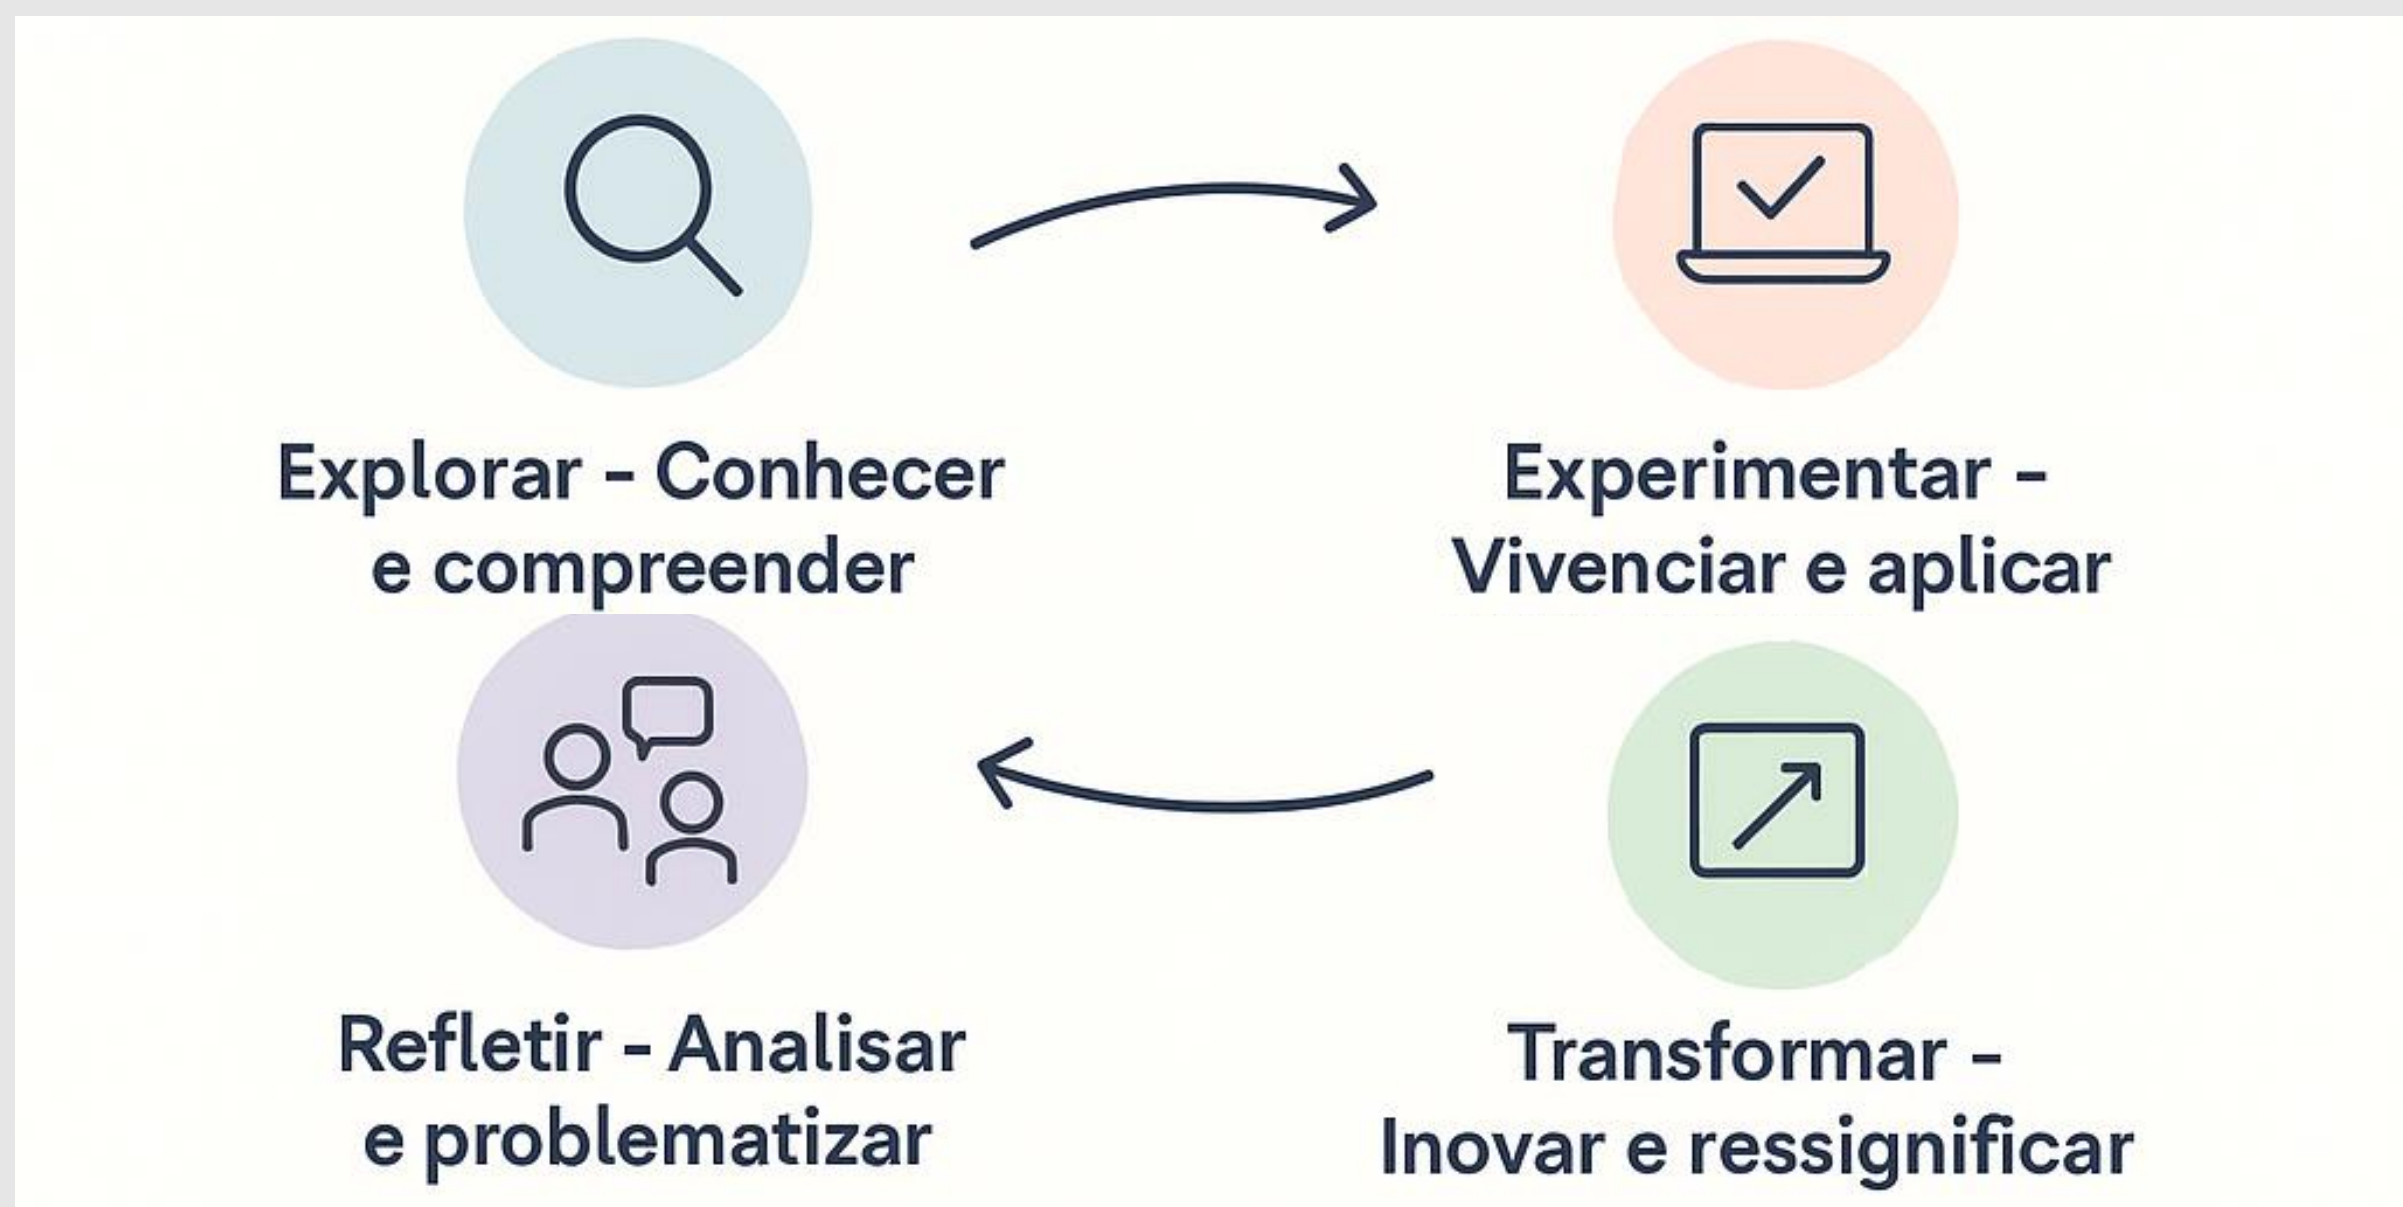 Explorar - Conhecer
e compreender
Experimentar -
Vivenciar e aplicar
Refletir - Analisar
e problematizar
Transformar -
Inovar e ressignificar